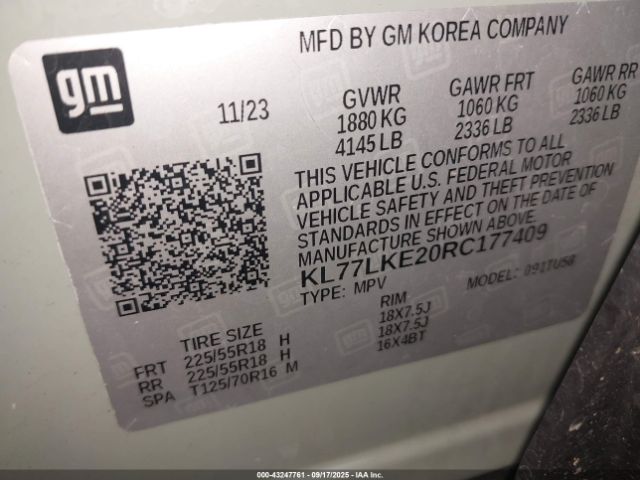 MFD BY GM KOREA COMPANY
gm
11/23
GVWR GAWR FRT GAWR RR
1880 KG 1060 KG 1060 KG
4145 LB 2336 LB 2336 LB
THIS VEHICLE CONFORMS TO ALL
APPLICABLE U.S. FEDERAL MOTOR
VEHICLE SAFETY AND THEFT PREVENTION
STANDARDS IN EFFECT ON THE DATE OF
MANUFACTURE SHOWN ABOVE.
KL77LKE20RC177409
TYPE: MPV MODEL: 091TU58
TIRE SIZE RIM
FRT 225/55R18 H 18X7.5J
RR 225/55R18 H 18X7.5J
SPA T125/70R16 M 16X4BT
000-43247761 - 09/17/2025 - IAA Inc.